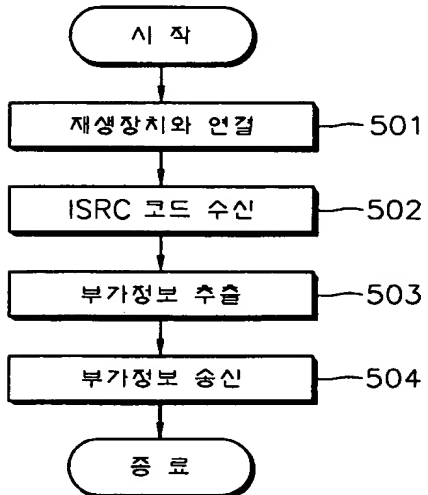 시 작
재생장치와 연결 501
ISRC 코드 수신 502
부가정보 추출 503
부가정보 송신 504
종 료